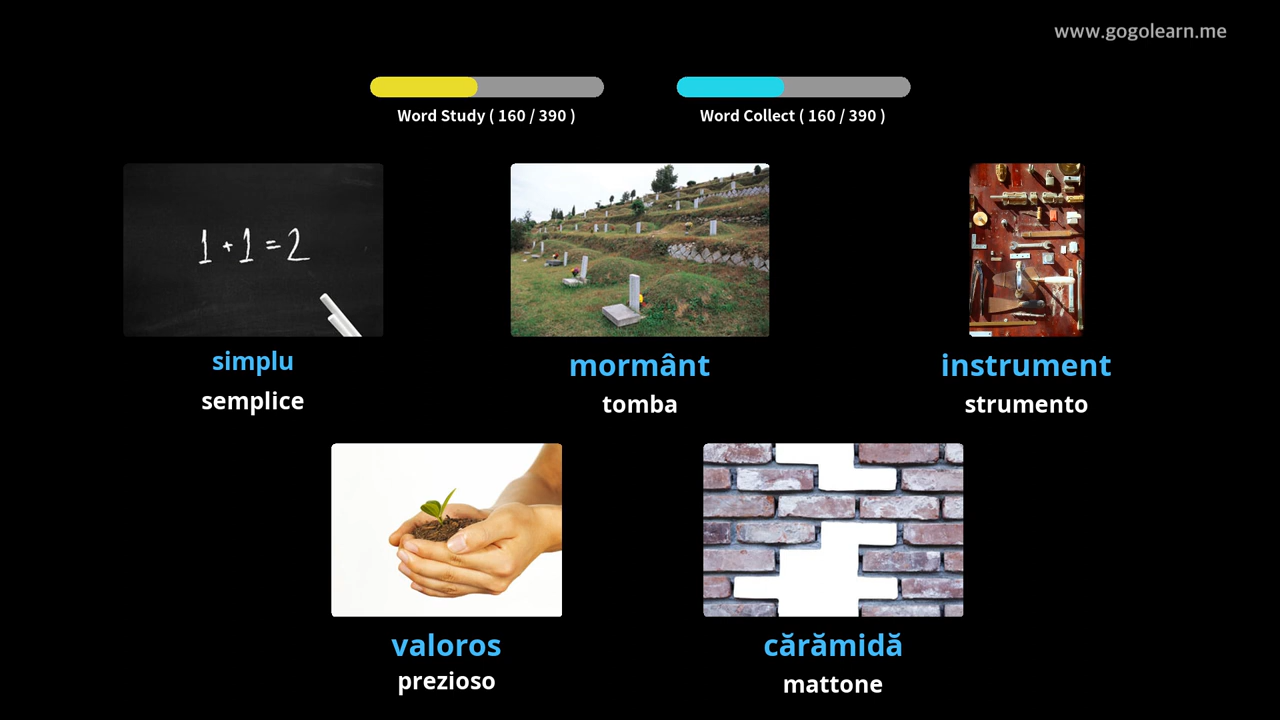 www.gogolearn.me
Word Study ( 160 / 390 )
Word Collect ( 160 / 390 )
1 + 1 = 2
simplu
semplice
mormânt
tomba
instrument
strumento
valoros
prezioso
cărămidă
mattone